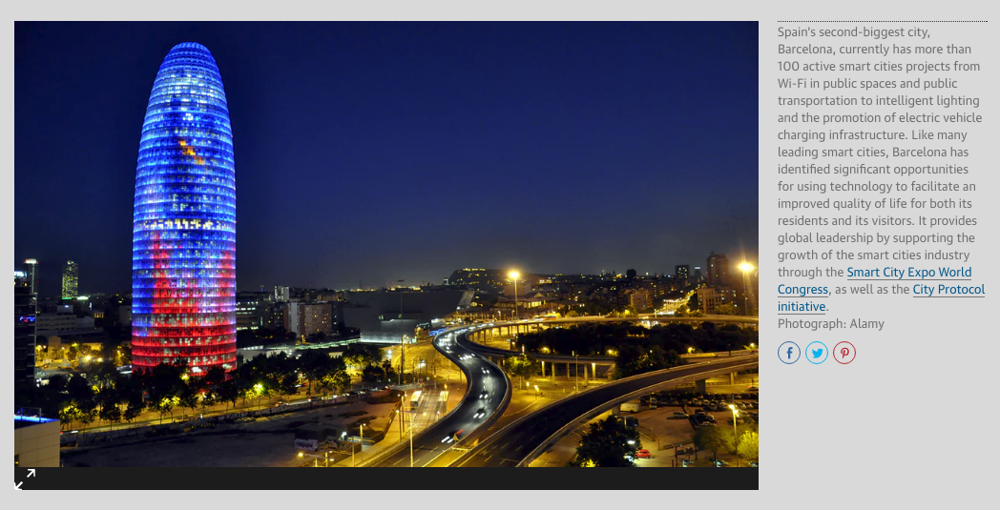 Spain's second-biggest city,
Barcelona, currently has more than
100 active smart cities projects from
Wi-Fi in public spaces and public
transportation to intelligent lighting
and the promotion of electric vehicle
charging infrastructure. Like many
leading smart cities, Barcelona has
identified significant opportunities
for using technology to facilitate an
improved quality of life for both its
residents and its visitors. It provides
global leadership by supporting the
growth of the smart cities industry
through the Smart City Expo World
Congress, as well as the City Protocol
initiative.
Photograph: Alamy